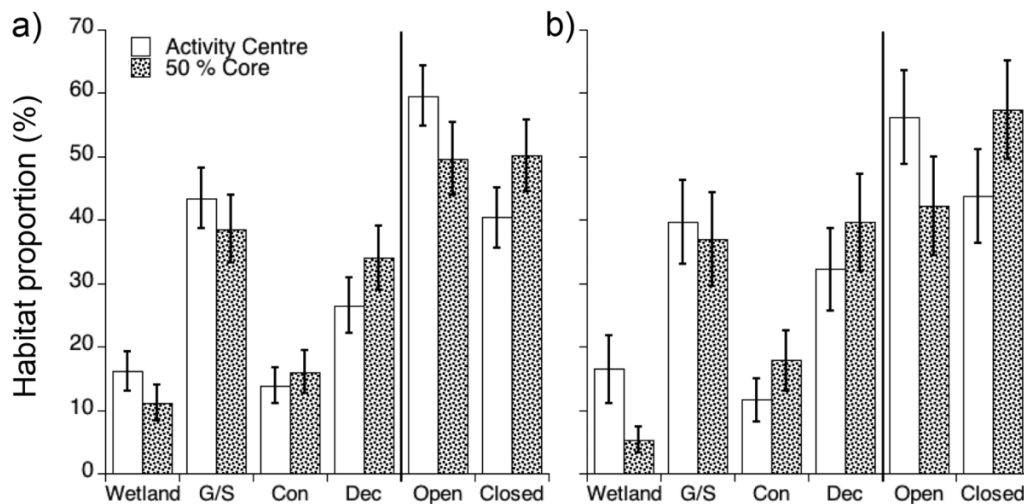 a)
b)
Habitat proportion (%)
70
60
50
40
30
20
10
0
Activity Centre
50 % Core
Wetland G/S Con Dec Open Closed
Wetland G/S Con Dec Open Closed